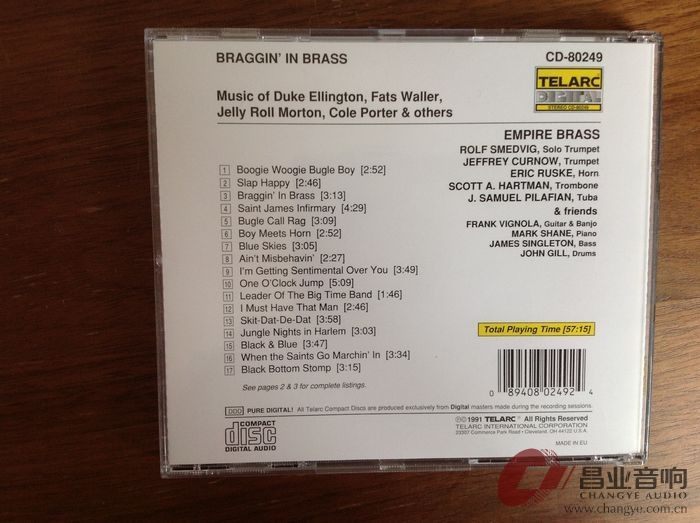 BRAGGIN' IN BRASS
CD-80249
TELARC
DIGITAL
STEREO CD-80249
Music of Duke Ellington, Fats Waller,
Jelly Roll Morton, Cole Porter & others
EMPIRE BRASS
ROLF SMEDVIG, Solo Trumpet
JEFFREY CURNOW, Trumpet
ERIC RUSKE, Horn
SCOTT A. HARTMAN, Trombone
J. SAMUEL PILAFIAN, Tuba
& friends
FRANK VIGNOLA, Guitar & Banjo
MARK SHANE, Piano
JAMES SINGLETON, Bass
JOHN GILL, Drums
1 Boogie Woogie Bugle Boy [2:52]
2 Slap Happy [2:46]
3 Braggin' In Brass [3:13]
4 Saint James Infirmary [4:29]
5 Bugle Call Rag [3:09]
6 Boy Meets Horn [2:52]
7 Blue Skies [3:05]
8 Ain't Misbehavin' [2:27]
9 I'm Getting Sentimental Over You [3:49]
10 One O'Clock Jump [5:09]
11 Leader Of The Big Time Band [1:46]
12 I Must Have That Man [2:46]
13 Skit-Dat-De-Dat [3:58]
14 Jungle Nights in Harlem [3:03]
15 Black & Blue [3:47]
16 When the Saints Go Marchin' In [3:34]
17 Black Bottom Stomp [3:15]
See pages 2 & 3 for complete listings.
Total Playing Time [57:15]
0 89408 02492 4
DDD PURE DIGITAL! All Telarc Compact Discs are produced exclusively from Digital masters made during the recording sessions.
COMPACT
disc
DIGITAL AUDIO
℗©1991 TELARC All Rights Reserved
TELARC INTERNATIONAL CORPORATION
23307 Commerce Park Road • Cleveland, OH 44122 U.S.A.
MADE IN EU
昌业音响
CHANGYE AUDIO
www.changye.com.cn